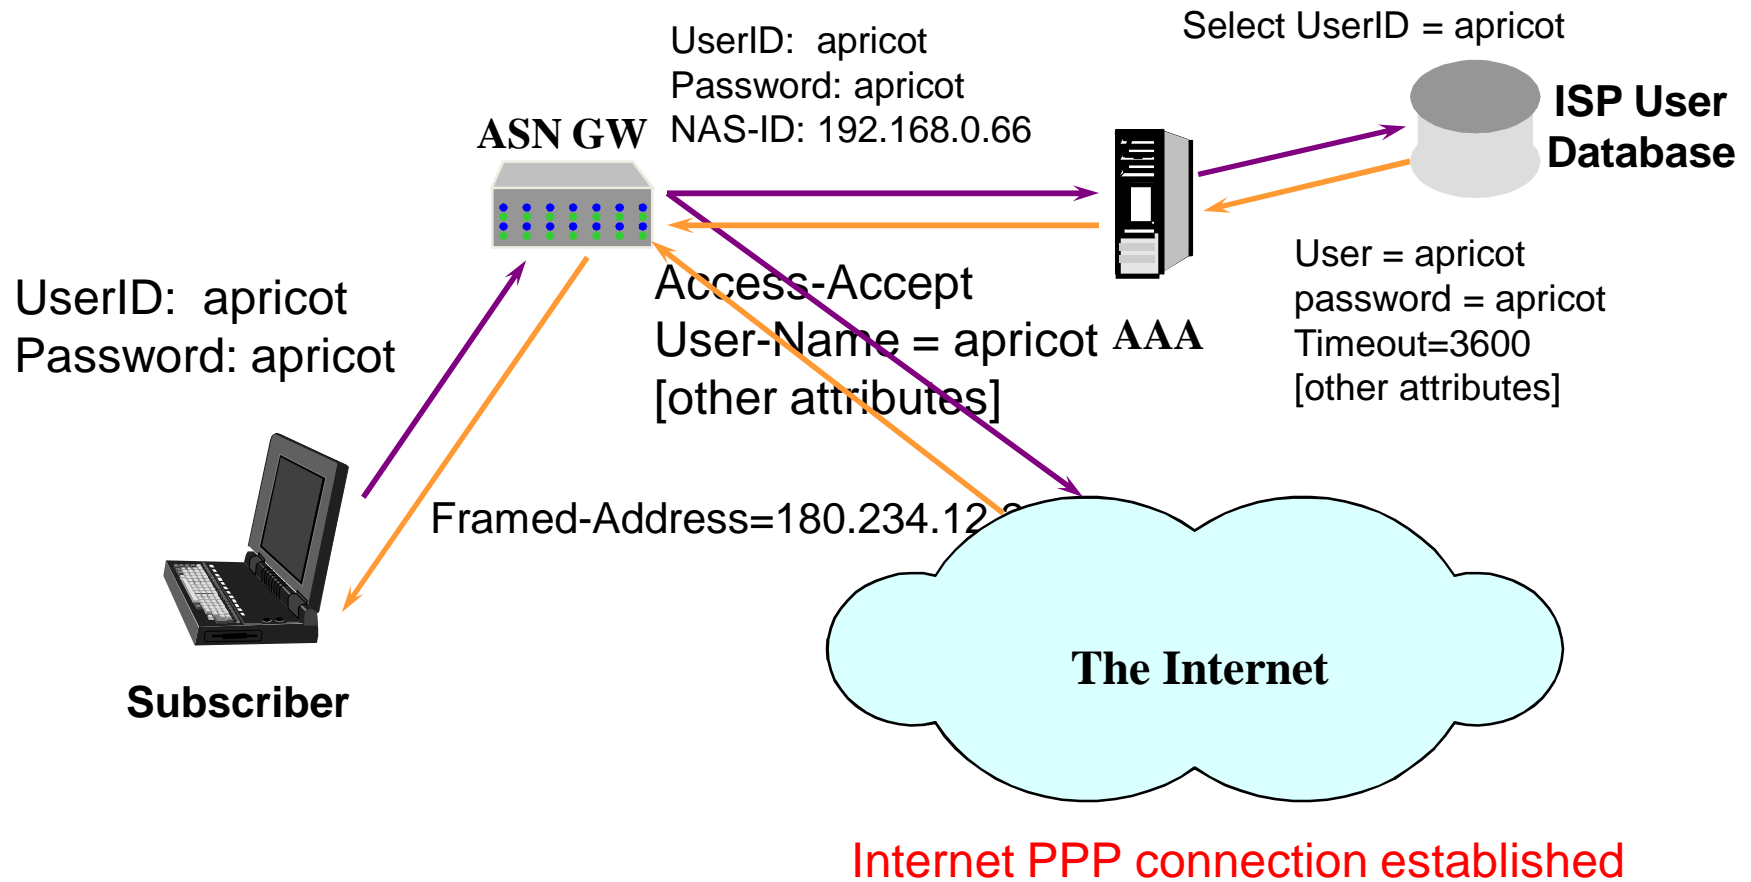 Select UserID = apricot
UserID: apricot
Password: apricot
NAS-ID: 192.168.0.66
ISP User
Database
ASN GW
User = apricot
password = apricot
Timeout=3600
[other attributes]
UserID: apricot
Password: apricot
Access-Accept
User-Name = apricot
[other attributes]
AAA
Framed-Address=180.234.12.
The Internet
Subscriber
Internet PPP connection established